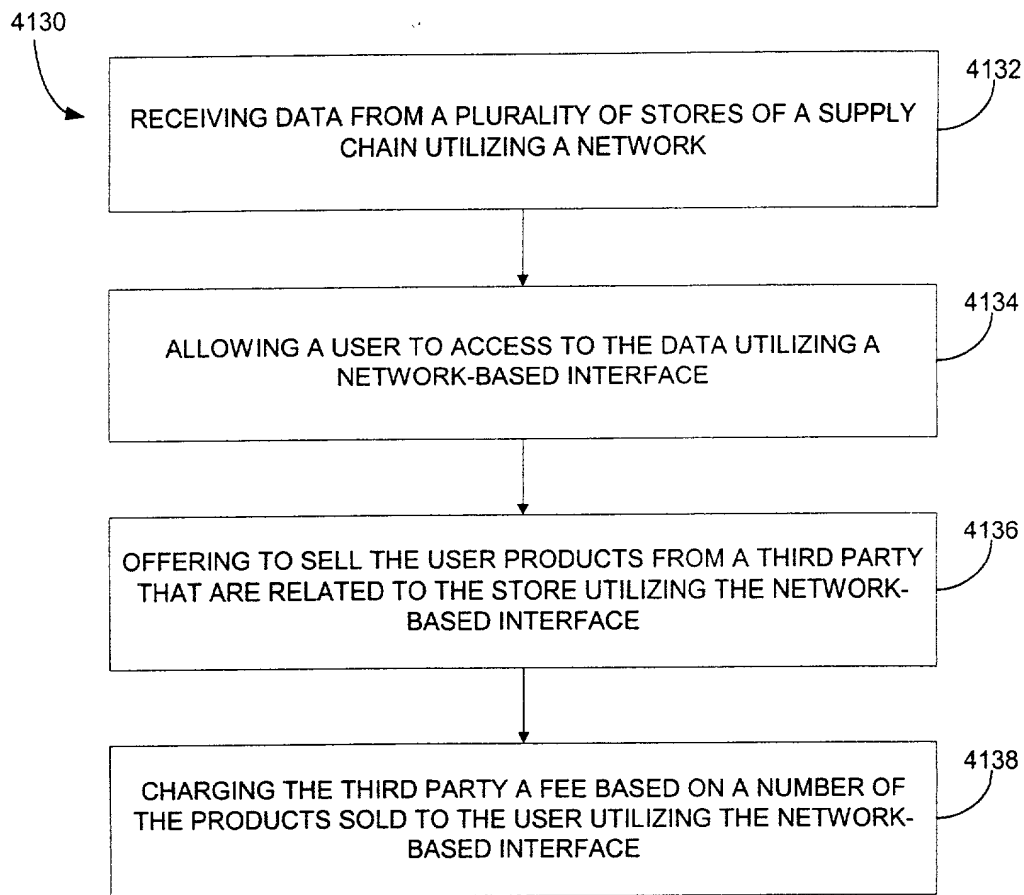 4130
4132
RECEIVING DATA FROM A PLURALITY OF STORES OF A SUPPLY
CHAIN UTILIZING A NETWORK
4134
ALLOWING A USER TO ACCESS TO THE DATA UTILIZING A
NETWORK-BASED INTERFACE
4136
OFFERING TO SELL THE USER PRODUCTS FROM A THIRD PARTY
THAT ARE RELATED TO THE STORE UTILIZING THE NETWORK-
BASED INTERFACE
4138
CHARGING THE THIRD PARTY A FEE BASED ON A NUMBER OF
THE PRODUCTS SOLD TO THE USER UTILIZING THE NETWORK-
BASED INTERFACE